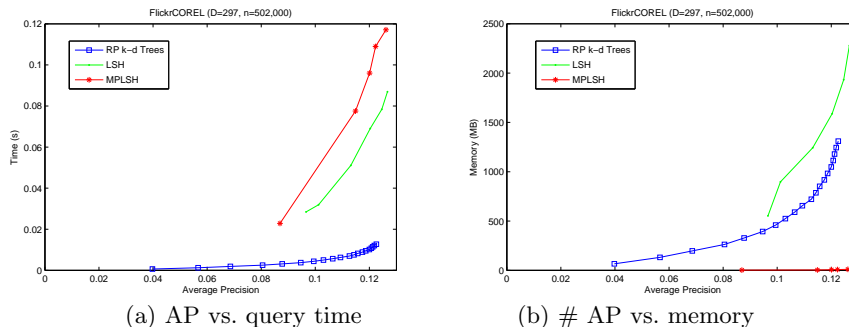 FlickrCOREL (D=297, n=502,000)
0.12
0.1
0.08
0.06
0.04
0.02
0
Time (s)
RP k-d Trees
LSH
MPLSH
0 0.02 0.04 0.06 0.08 0.1 0.12
Average Precision
(a) AP vs. query time
FlickrCOREL (D=297, n=502,000)
2500
2000
1500
1000
500
0
Memory (MB)
RP k-d Trees
LSH
MPLSH
0 0.02 0.04 0.06 0.08 0.1 0.12
Average Precision
(b) # AP vs. memory